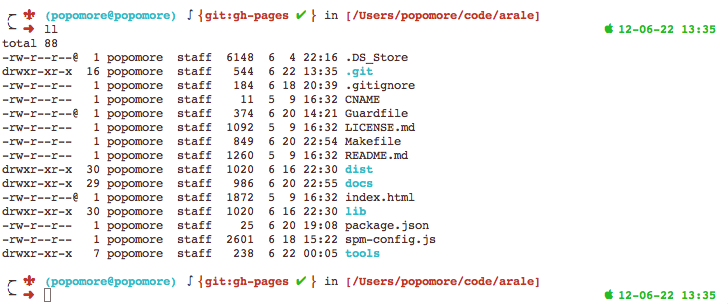 (popomore@popomore) ∫ {git:gh-pages ✔} in [/Users/popomore/code/arale]
➜ ll 12-06-22 13:35
total 88
-rw-r--r--@ 1 popomore staff 6148 6 4 22:16 .DS_Store
drwxr-xr-x 16 popomore staff 544 6 22 13:35 .git
-rw-r--r-- 1 popomore staff 184 6 18 20:39 .gitignore
-rw-r--r-- 1 popomore staff 11 5 9 16:32 CNAME
-rw-r--r--@ 1 popomore staff 374 6 20 14:21 Guardfile
-rw-r--r-- 1 popomore staff 1092 5 9 16:32 LICENSE.md
-rw-r--r-- 1 popomore staff 849 6 20 22:54 Makefile
-rw-r--r-- 1 popomore staff 1260 5 9 16:32 README.md
drwxr-xr-x 30 popomore staff 1020 6 16 22:30 dist
drwxr-xr-x 29 popomore staff 986 6 20 22:55 docs
-rw-r--r--@ 1 popomore staff 1872 5 9 16:32 index.html
drwxr-xr-x 30 popomore staff 1020 6 16 22:30 lib
-rw-r--r-- 1 popomore staff 25 6 20 19:08 package.json
-rw-r--r-- 1 popomore staff 2601 6 18 15:22 spm-config.js
drwxr-xr-x 7 popomore staff 238 6 22 00:05 tools
(popomore@popomore) ∫ {git:gh-pages ✔} in [/Users/popomore/code/arale]
➜ 12-06-22 13:35